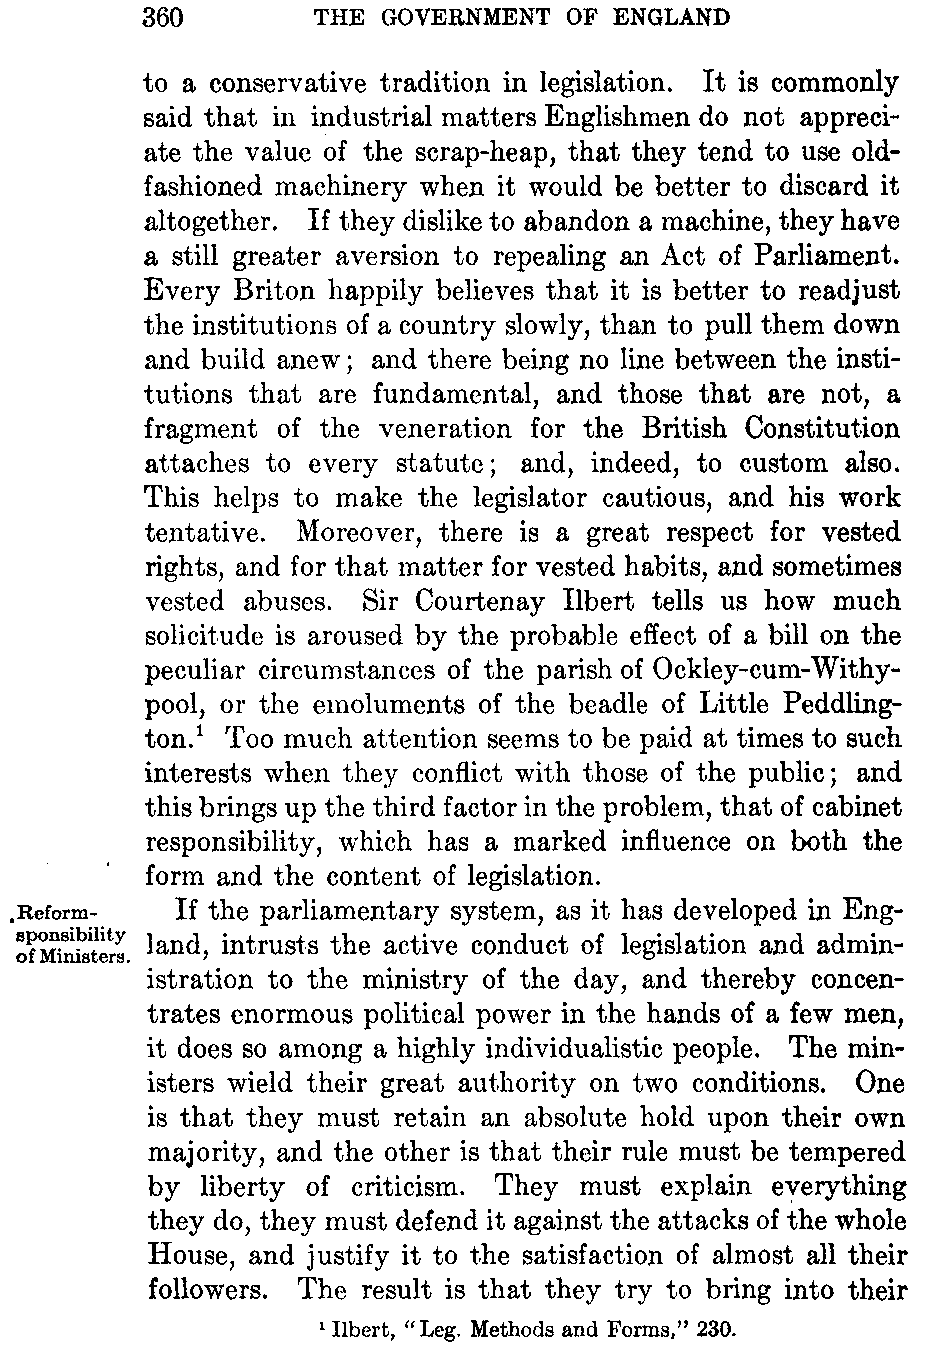 360 THE GOVERNMENT OF ENGLAND
to a conservative tradition in legislation. It is commonly
said that in industrial matters Englishmen do not appreci-
ate the value of the scrap-heap, that they tend to use old-
fashioned machinery when it would be better to discard it
altogether. If they dislike to abandon a machine, they have
a still greater aversion to repealing an Act of Parliament.
Every Briton happily believes that it is better to readjust
the institutions of a country slowly, than to pull them down
and build anew; and there being no line between the insti-
tutions that are fundamental, and those that are not, a
fragment of the veneration for the British Constitution
attaches to every statute; and, indeed, to custom also.
This helps to make the legislator cautious, and his work
tentative. Moreover, there is a great respect for vested
rights, and for that matter for vested habits, and sometimes
vested abuses. Sir Courtenay Ilbert tells us how much
solicitude is aroused by the probable effect of a bill on the
peculiar circumstances of the parish of Ockley-cum-Withy-
pool, or the emoluments of the beadle of Little Peddling-
ton.¹ Too much attention seems to be paid at times to such
interests when they conflict with those of the public; and
this brings up the third factor in the problem, that of cabinet
responsibility, which has a marked influence on both the
form and the content of legislation.
Reform-
sponsibility
of Ministers.
If the parliamentary system, as it has developed in Eng-
land, intrusts the active conduct of legislation and admin-
istration to the ministry of the day, and thereby concen-
trates enormous political power in the hands of a few men,
it does so among a highly individualistic people. The min-
isters wield their great authority on two conditions. One
is that they must retain an absolute hold upon their own
majority, and the other is that their rule must be tempered
by liberty of criticism. They must explain everything
they do, they must defend it against the attacks of the whole
House, and justify it to the satisfaction of almost all their
followers. The result is that they try to bring into their
¹ Ilbert, "Leg. Methods and Forms," 230.